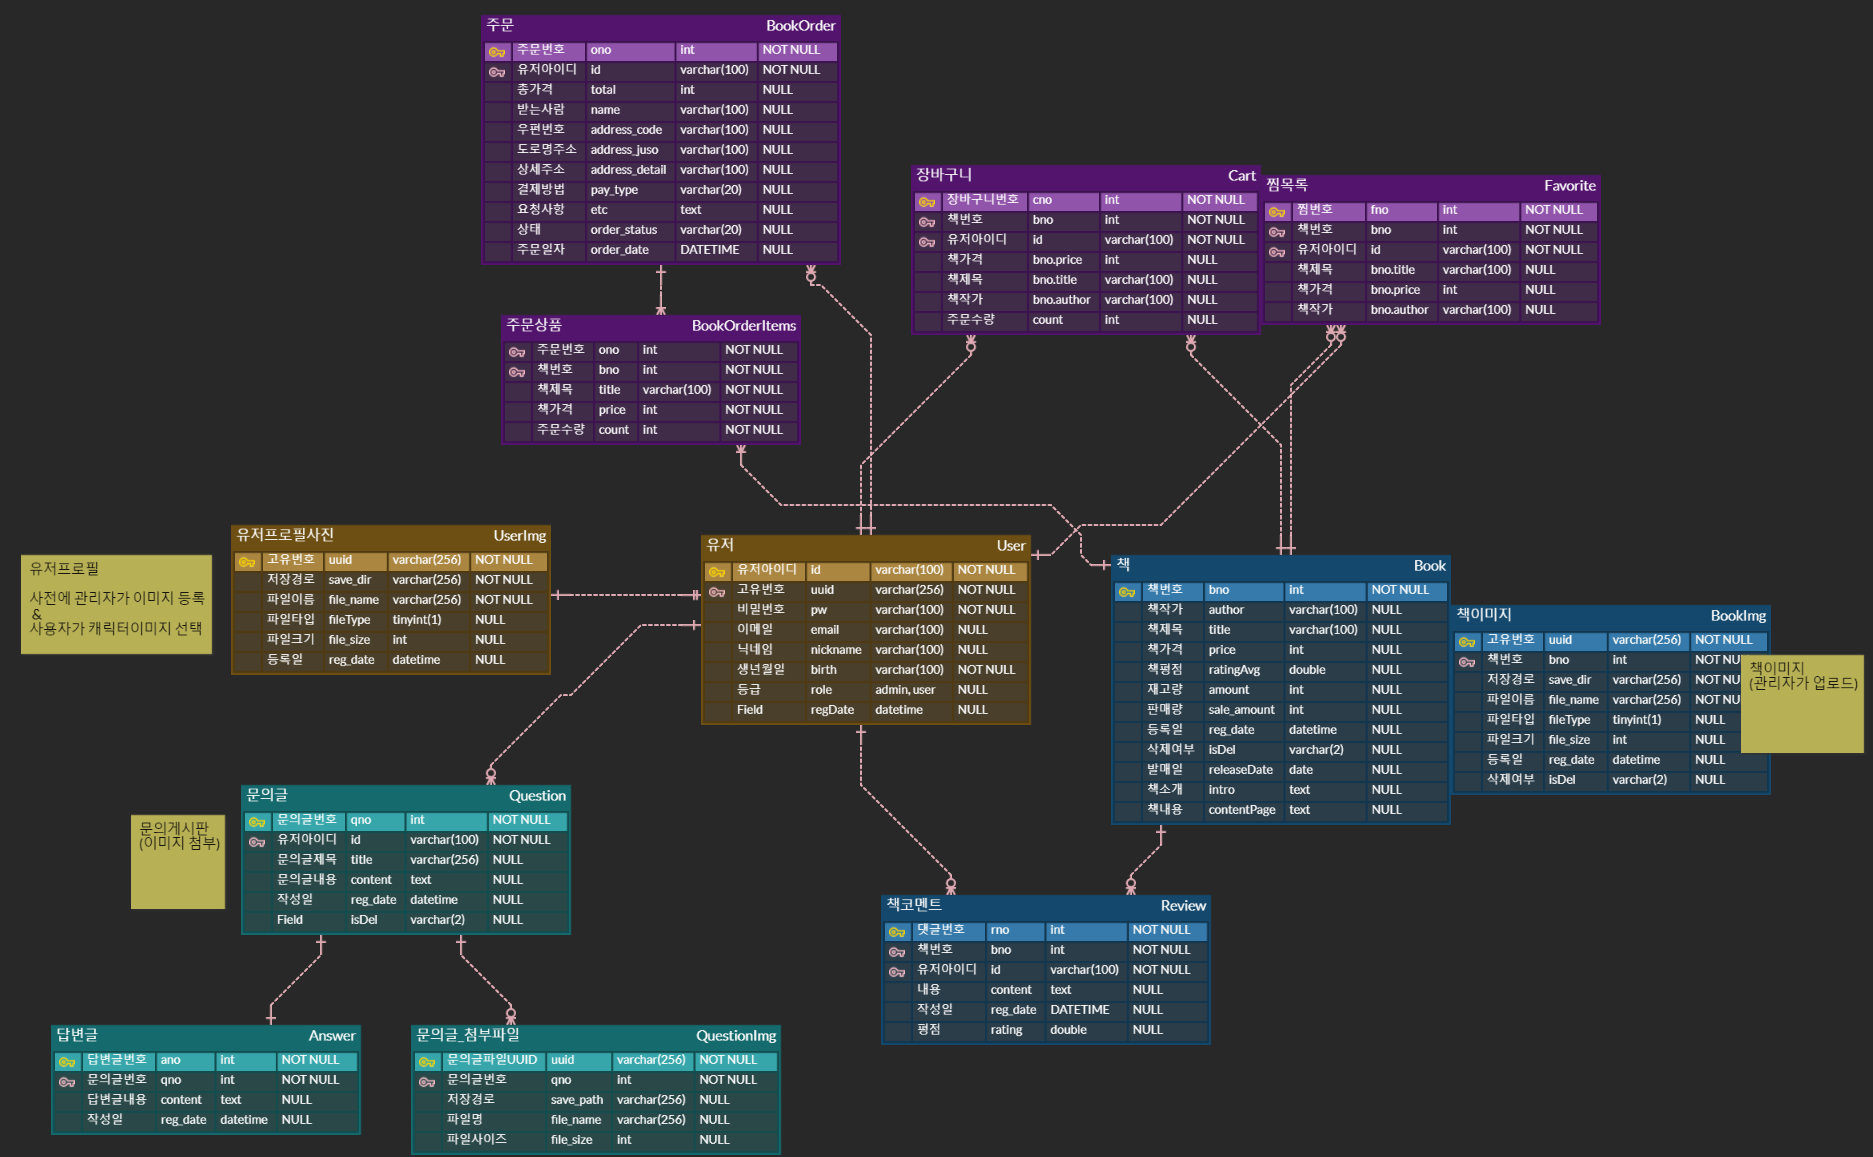 주문 BookOrder
주문번호 ono int NOT NULL
유저아이디 id varchar(100) NOT NULL
총가격 total int NULL
받는사람 name varchar(100) NULL
우편번호 address_code varchar(100) NULL
도로명주소 address_juso varchar(100) NULL
상세주소 address_detail varchar(100) NULL
결제방법 pay_type varchar(20) NULL
요청사항 etc text NULL
상태 order_status varchar(20) NULL
주문일자 order_date DATETIME NULL
장바구니 Cart
장바구니번호 cno int NOT NULL
책번호 bno int NOT NULL
유저아이디 id varchar(100) NOT NULL
책가격 bno.price int NULL
책제목 bno.title varchar(100) NULL
책작가 bno.author varchar(100) NULL
주문수량 count int NULL
찜목록 Favorite
찜번호 fno int NOT NULL
책번호 bno int NOT NULL
유저아이디 id varchar(100) NOT NULL
책제목 bno.title varchar(100) NULL
책가격 bno.price int NULL
책작가 bno.author varchar(100) NULL
주문상품 BookOrderItems
주문번호 ono int NOT NULL
책번호 bno int NOT NULL
책제목 title varchar(100) NOT NULL
책가격 price int NOT NULL
주문수량 count int NOT NULL
유저프로필
사전에 관리자가 이미지 등록
&
사용자가 캐릭터이미지 선택
유저프로필사진 UserImg
고유번호 uuid varchar(256) NOT NULL
저장경로 save_dir varchar(256) NOT NULL
파일이름 file_name varchar(256) NOT NULL
파일타입 fileType tinyint(1) NULL
파일크기 file_size int NULL
등록일 reg_date datetime NULL
유저 User
유저아이디 id varchar(100) NOT NULL
고유번호 uuid varchar(256) NOT NULL
비밀번호 pw varchar(100) NOT NULL
이메일 email varchar(100) NULL
닉네임 nickname varchar(100) NULL
생년월일 birth varchar(100) NOT NULL
등급 role admin, user NULL
Field regDate datetime NULL
책 Book
책번호 bno int NOT NULL
책작가 author varchar(100) NULL
책제목 title varchar(100) NULL
책가격 price int NULL
책평점 ratingAvg double NULL
재고량 amount int NULL
판매량 sale_amount int NULL
등록일 reg_date datetime NULL
삭제여부 isDel varchar(2) NULL
발매일 releaseDate date NULL
책소개 intro text NULL
책내용 contentPage text NULL
책이미지 BookImg
고유번호 uuid varchar(256) NOT NULL
책번호 bno int NOT NU
저장경로 save_dir varchar(256) NOT NU
파일이름 file_name varchar(256) NOT NU
파일타입 fileType tinyint(1) NULL
파일크기 file_size int NULL
등록일 reg_date datetime NULL
삭제여부 isDel varchar(2) NULL
책이미지
(관리자가 업로드)
문의게시판
(이미지 첨부)
문의글 Question
문의글번호 qno int NOT NULL
유저아이디 id varchar(100) NOT NULL
문의글제목 title varchar(256) NULL
문의글내용 content text NULL
작성일 reg_date datetime NULL
Field isDel varchar(2) NULL
책코멘트 Review
댓글번호 rno int NOT NULL
책번호 bno int NOT NULL
유저아이디 id varchar(100) NOT NULL
내용 content text NULL
작성일 reg_date DATETIME NULL
평점 rating double NULL
답변글 Answer
답변글번호 ano int NOT NULL
문의글번호 qno int NOT NULL
답변글내용 content text NULL
작성일 reg_date datetime NULL
문의글_첨부파일 QuestionImg
문의글파일UUID uuid varchar(256) NOT NULL
문의글번호 qno int NOT NULL
저장경로 save_path varchar(256) NULL
파일명 file_name varchar(256) NULL
파일사이즈 file_size int NULL